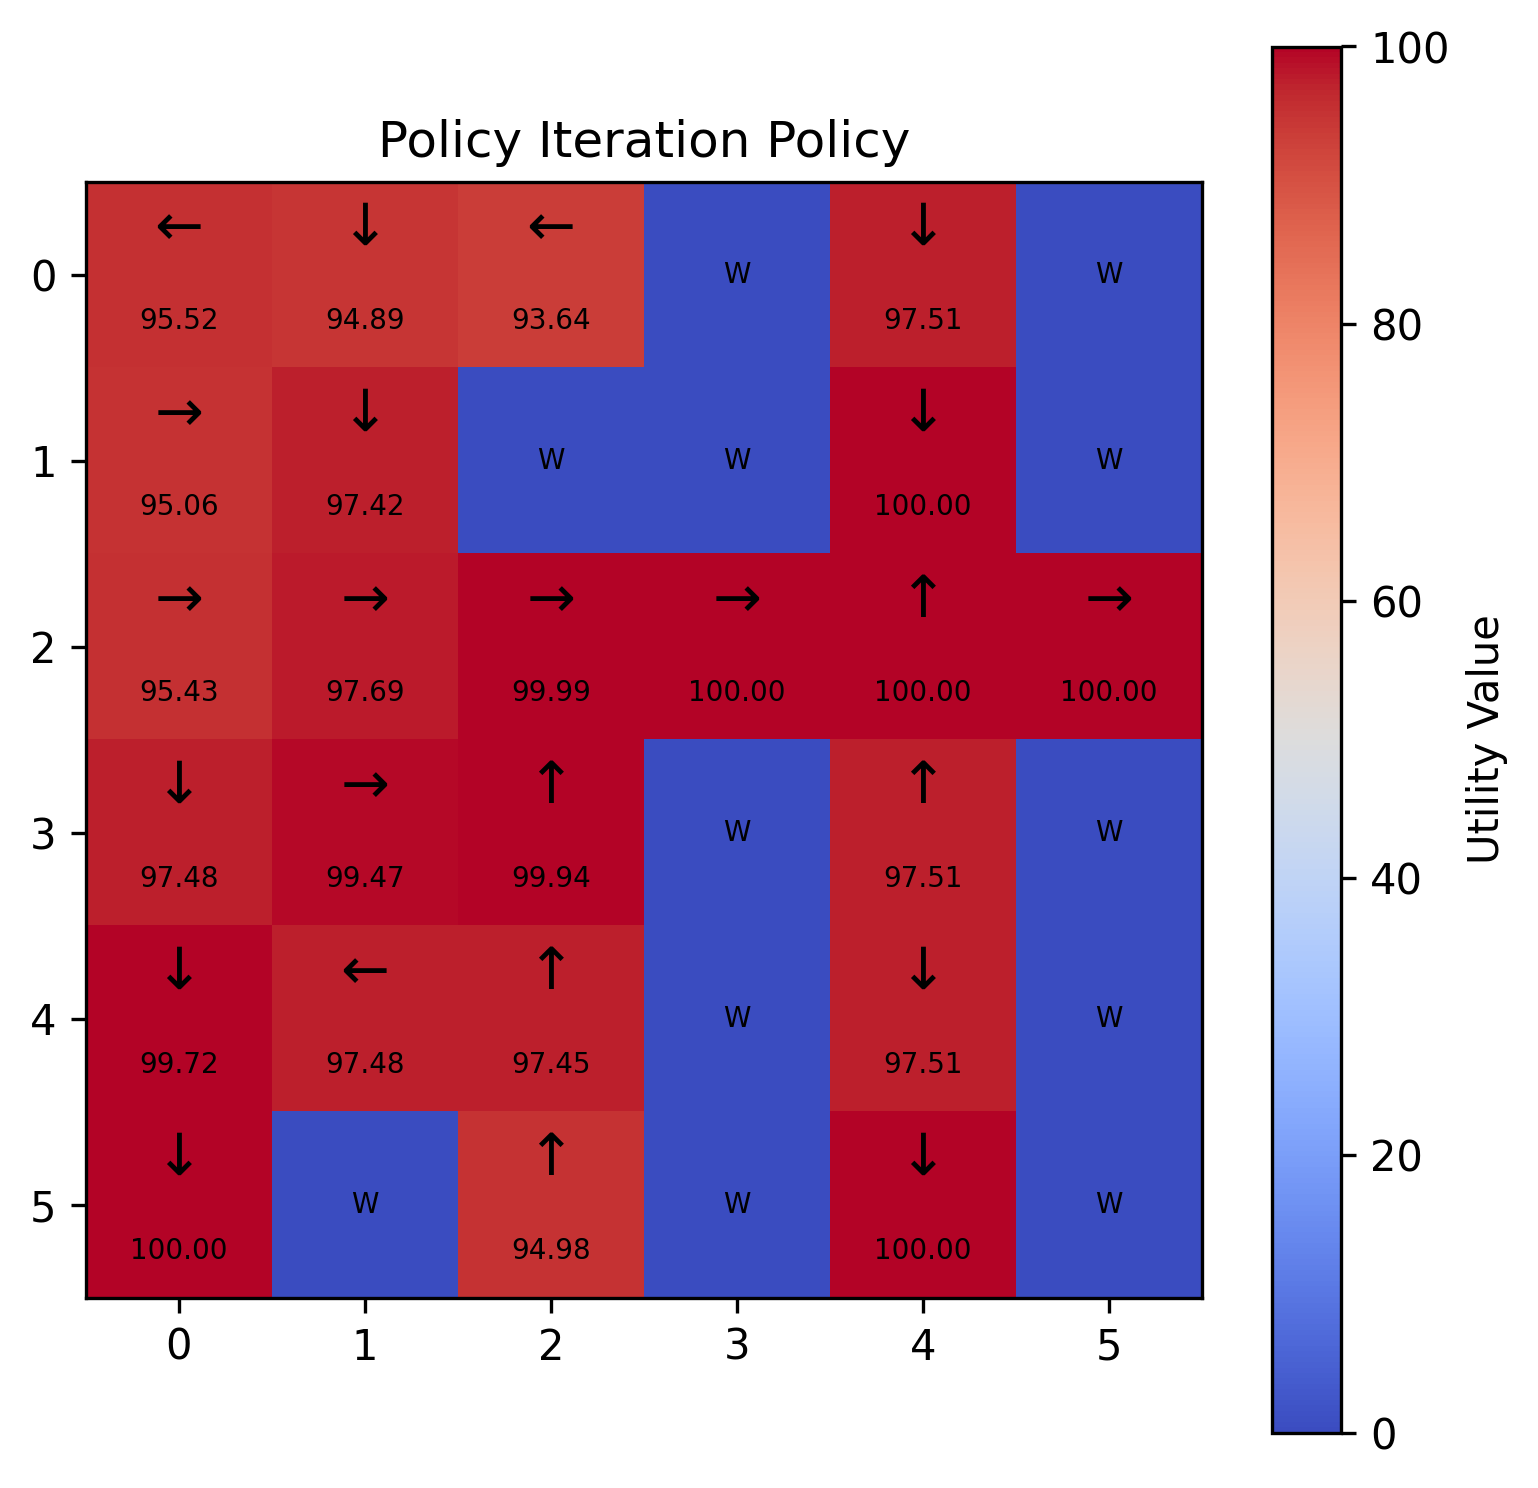 Policy Iteration Policy
100
80
60
40
20
0
Utility Value
0
← ↓ ← W ↓ W
95.52 94.89 93.64 97.51
1
→ ↓ W W ↓ W
95.06 97.42 100.00
2
→ → → → ↑ →
95.43 97.69 99.99 100.00 100.00 100.00
3
↓ → ↑ W ↑ W
97.48 99.47 99.94 97.51
4
↓ ← ↑ W ↓ W
99.72 97.48 97.45 97.51
5
↓ W ↑ W ↓ W
100.00 94.98 100.00
0 1 2 3 4 5